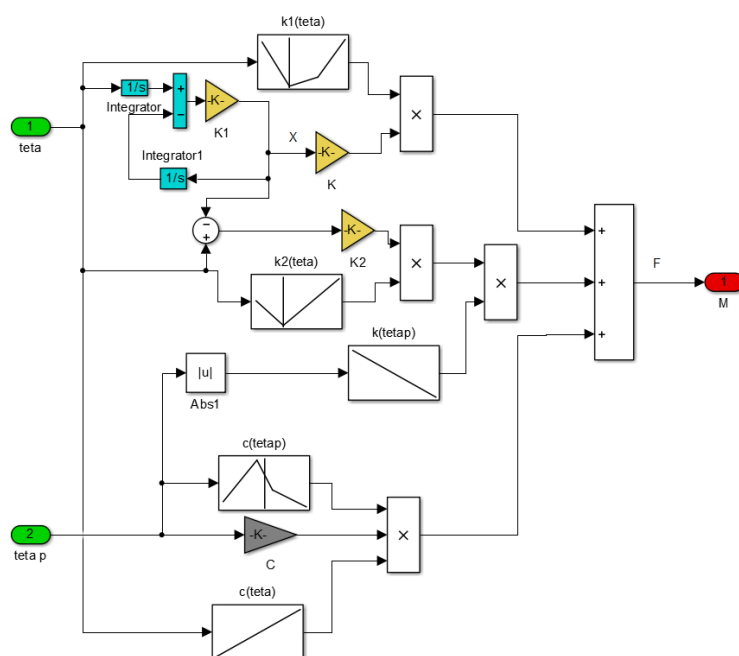 k1(teta)
1/s
+
−
-K-
×
Integrator
K1
1
teta
X
-K-
K
Integrator1
1/s
−
+
-K-
K2
k2(teta)
×
×
+
+
+
F
1
M
k(tetap)
|u|
Abs1
c(tetap)
2
teta p
-K-
C
×
c(teta)